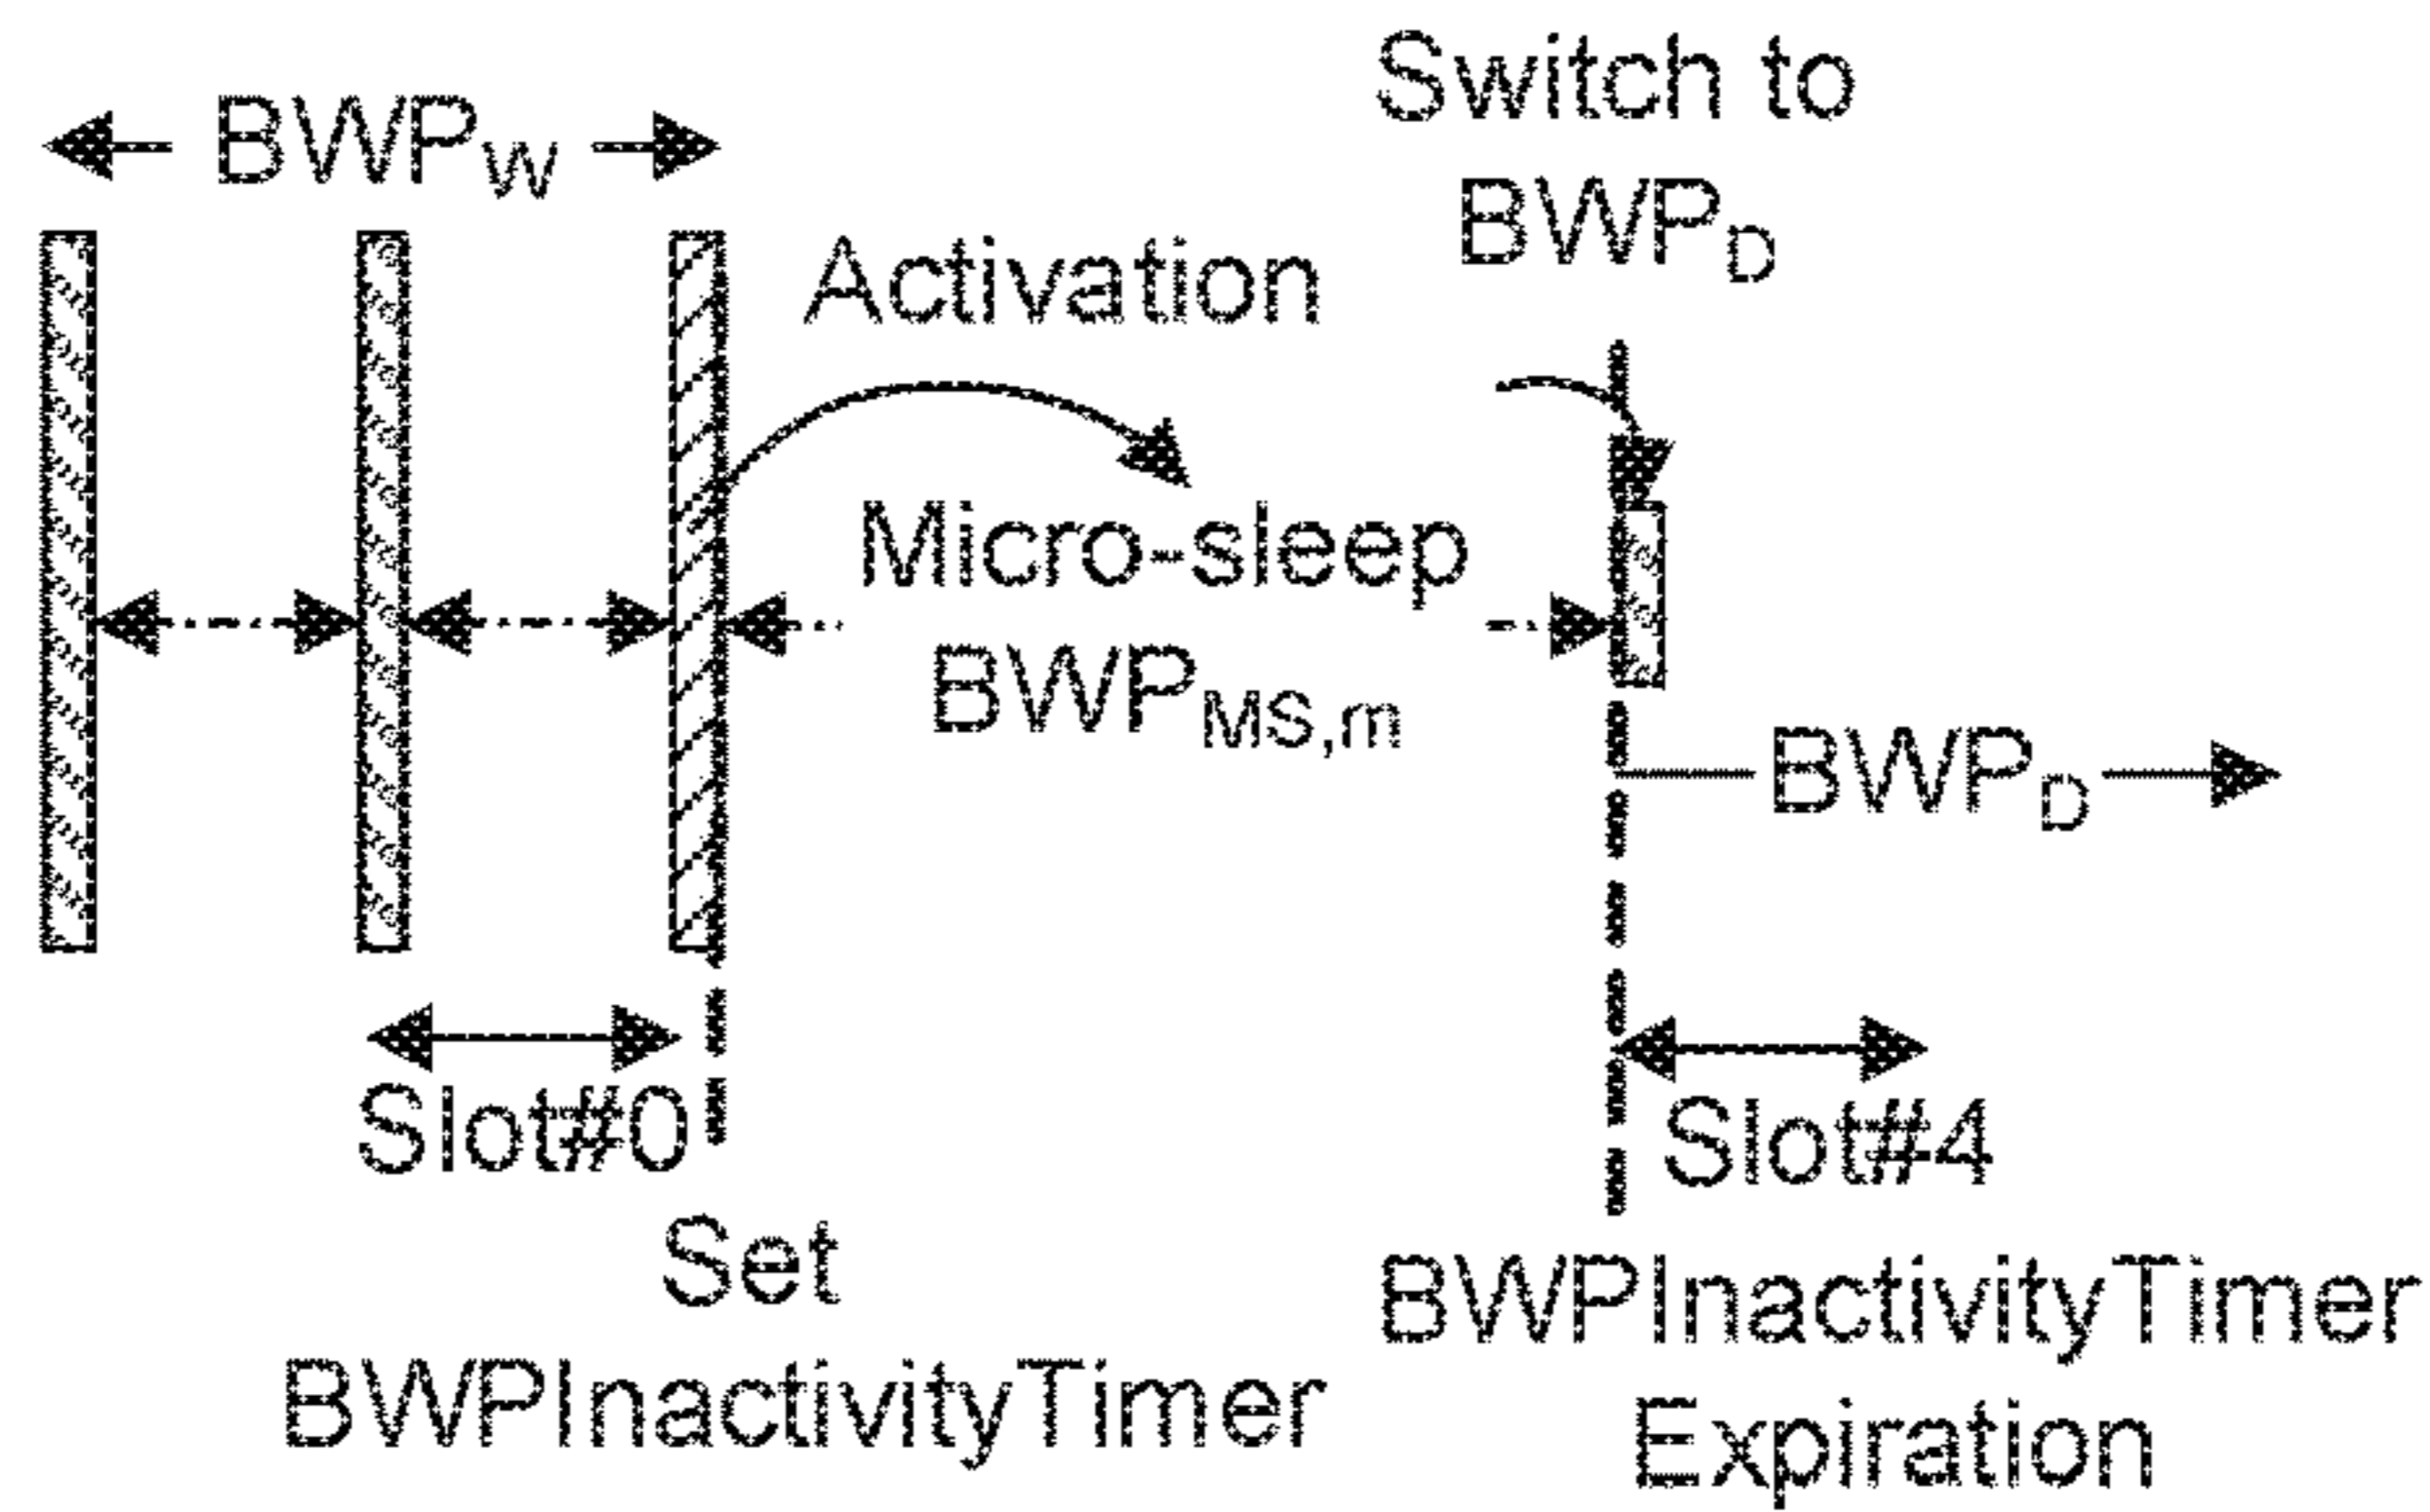 BWPW
Switch to
BWPD
Activation
Micro-sleep
BWPMS,m
BWPD
Slot#0
Slot#4
Set
BWPInactivityTimer
BWPInactivityTimer
Expiration